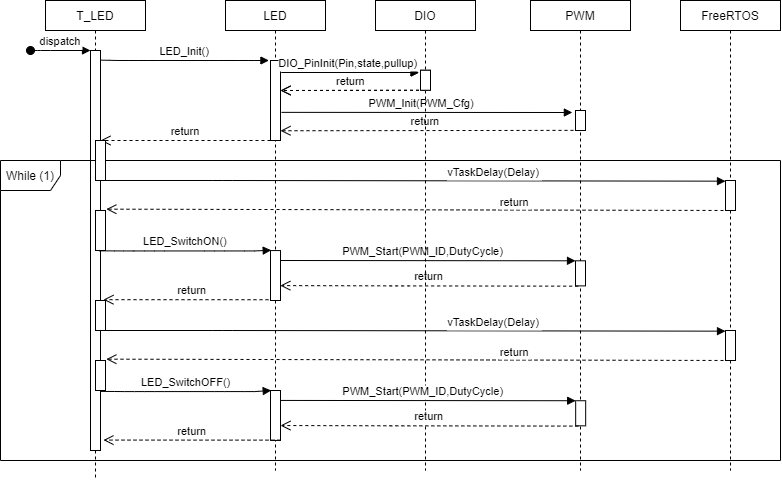 T_LED
LED
DIO
PWM
FreeRTOS
dispatch
LED_Init()
DIO_PinInit(Pin,state,pullup)
return
PWM_Init(PWM_Cfg)
return
return
While (1)
vTaskDelay(Delay)
return
LED_SwitchON()
PWM_Start(PWM_ID,DutyCycle)
return
return
vTaskDelay(Delay)
return
LED_SwitchOFF()
PWM_Start(PWM_ID,DutyCycle)
return
return